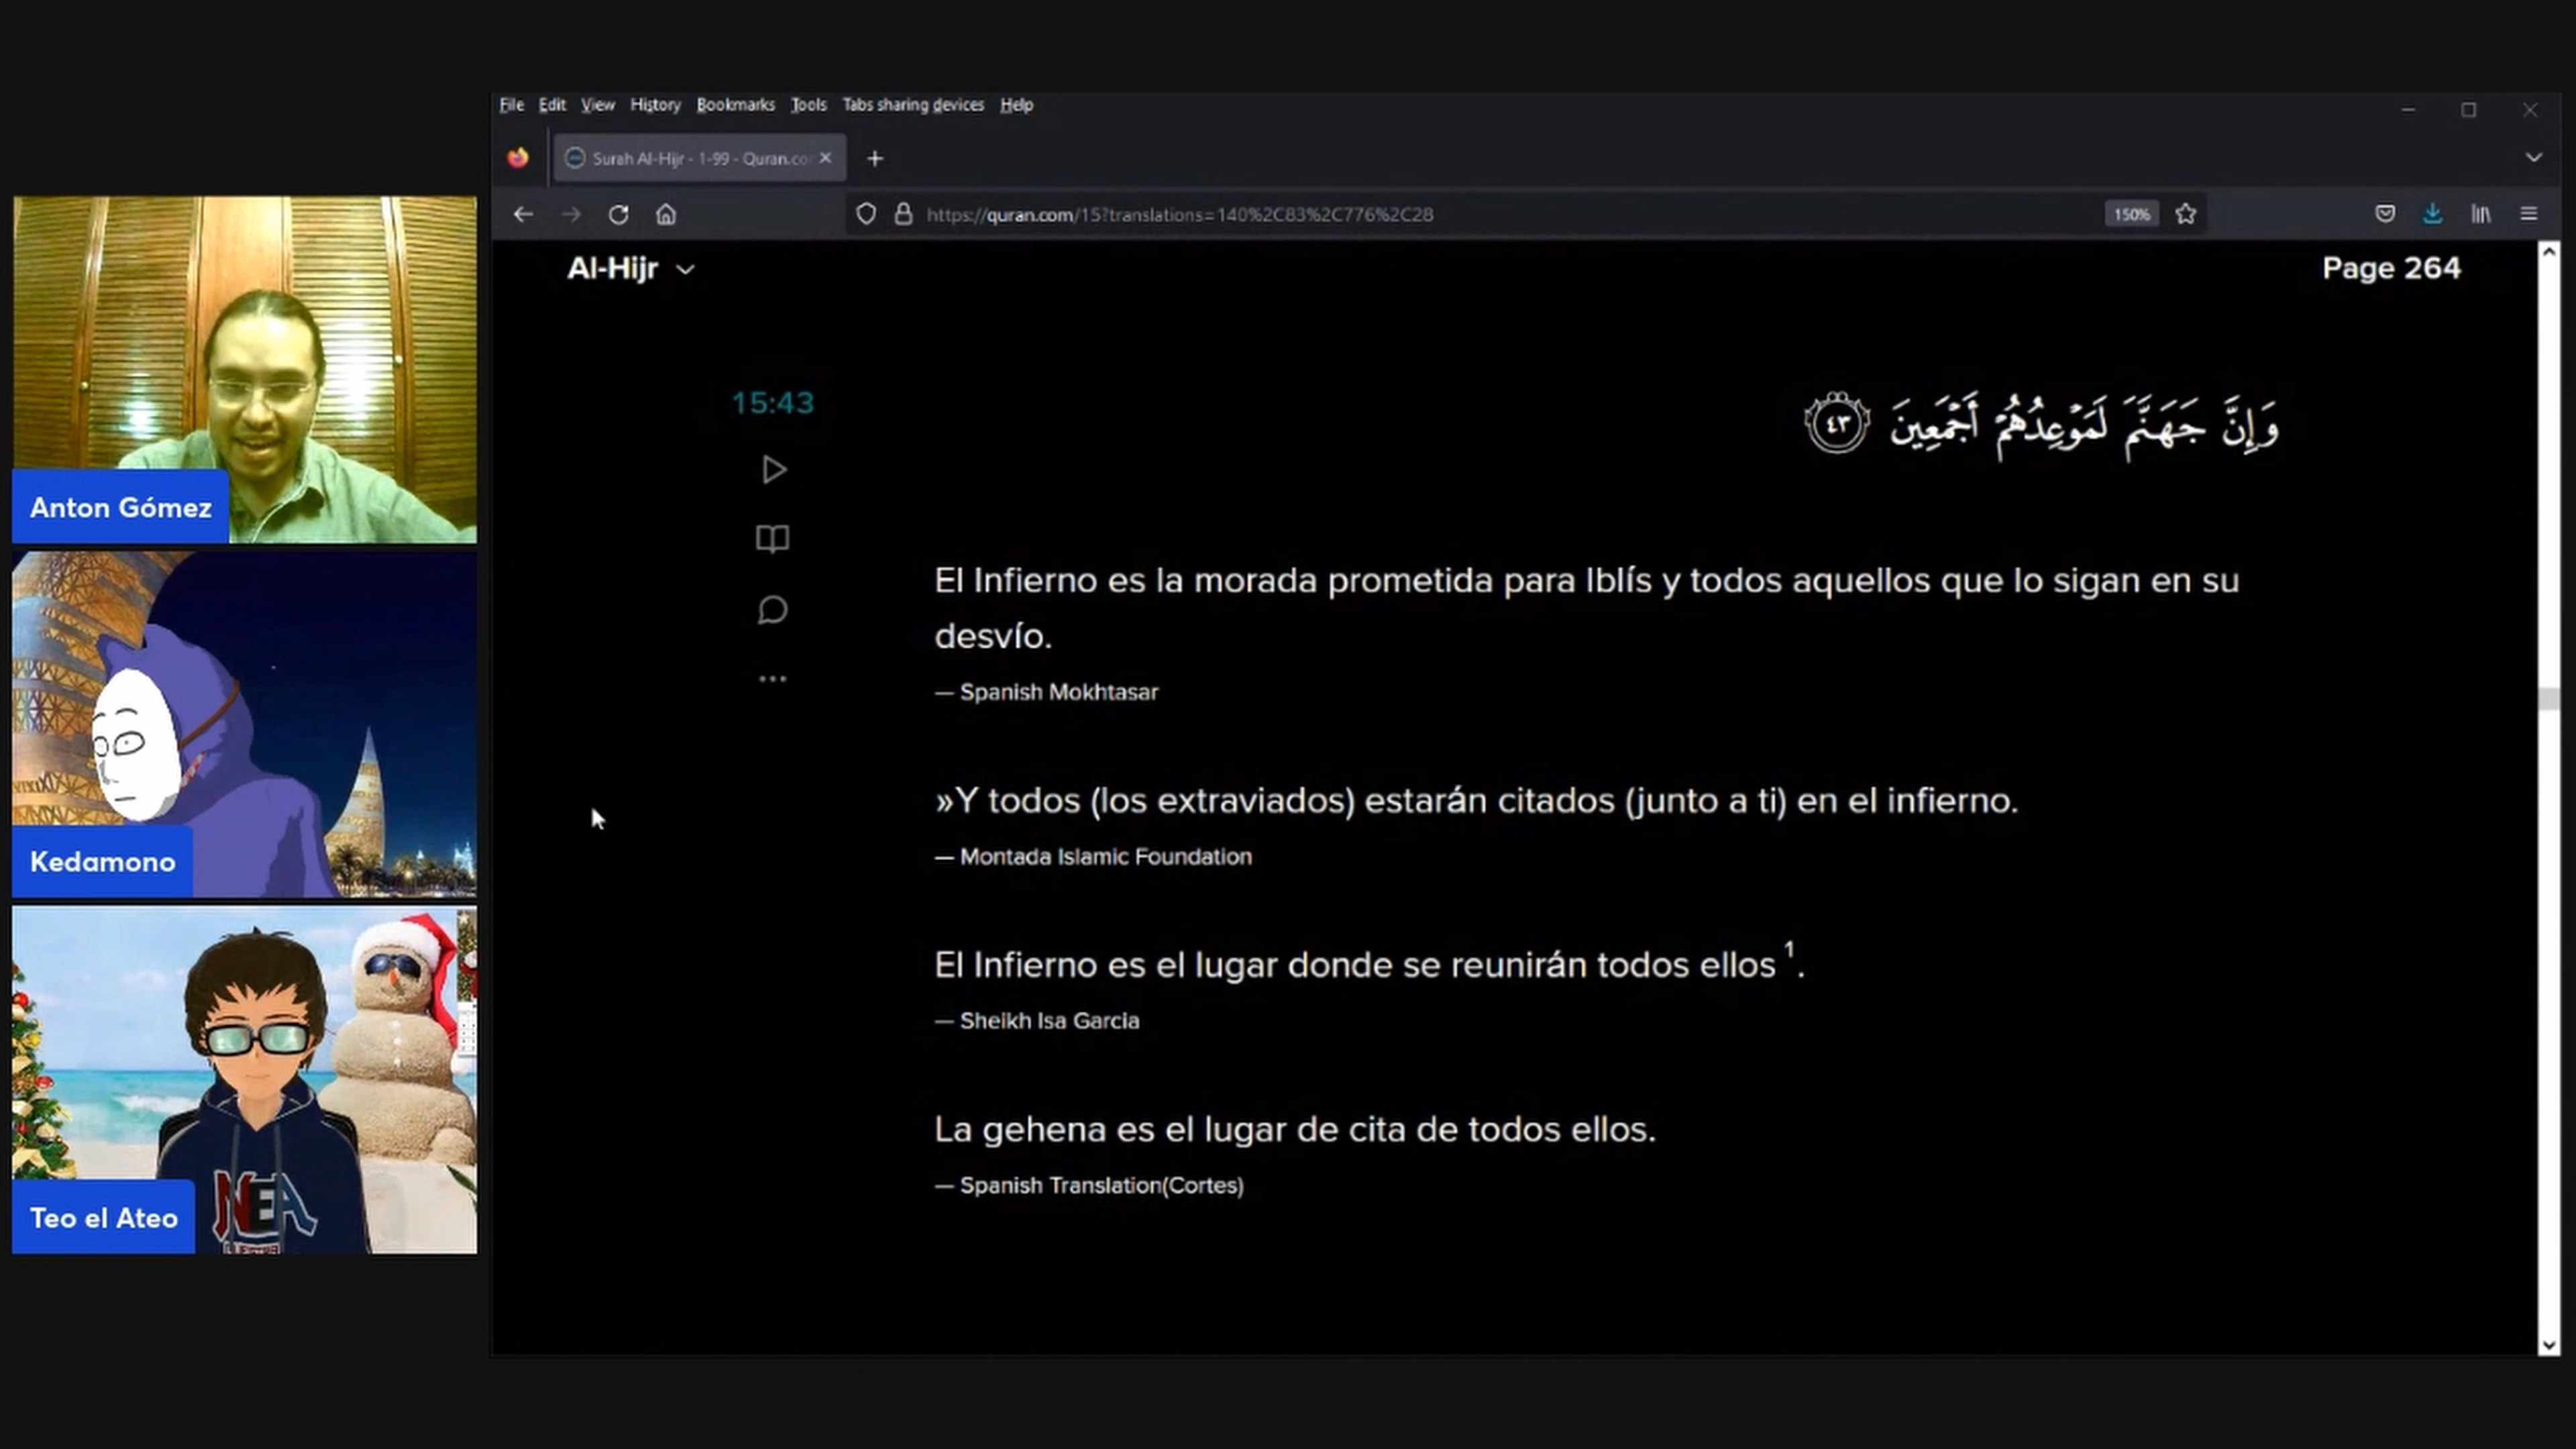 File Edit View History Bookmarks Tools Tabs sharing devices Help
Surah Al-Hijr - 1-99 - Quran.co
https://quran.com/15?translations=140%2C83%2C776%2C28
150%
Al-Hijr
Page 264
15:43
وَإِنَّ جَهَنَّمَ لَمَوْعِدُهُمْ أَجْمَعِينَ ٤٣
El Infierno es la morada prometida para Iblís y todos aquellos que lo sigan en su
desvío.
— Spanish Mokhtasar
»Y todos (los extraviados) estarán citados (junto a ti) en el infierno.
— Montada Islamic Foundation
El Infierno es el lugar donde se reunirán todos ellos 1.
— Sheikh Isa Garcia
La gehena es el lugar de cita de todos ellos.
— Spanish Translation(Cortes)
Anton Gómez
Kedamono
Teo el Ateo
NEA